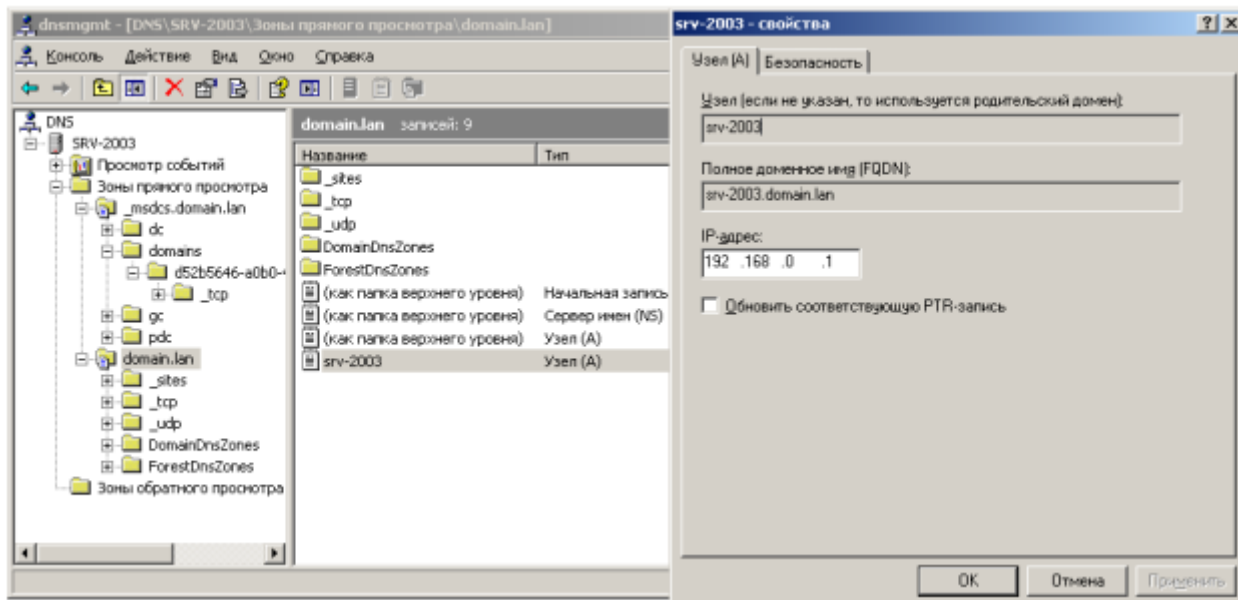 dnsmgmt - [DNS\SRV-2003\Зоны прямого просмотра\domain.lan]
Консоль Действие Вид Окно Справка
DNS
SRV-2003
Просмотр событий
Зоны прямого просмотра
_msdcs.domain.lan
dc
domains
d52b5646-a0b0-
_tcp
gc
pdc
domain.lan
_sites
_tcp
_udp
DomainDnsZones
ForestDnsZones
Зоны обратного просмотра
domain.lan записей: 9
Название Тип
_sites
_tcp
_udp
DomainDnsZones
ForestDnsZones
(как папка верхнего уровня) Начальная запись
(как папка верхнего уровня) Сервер имен (NS)
(как папка верхнего уровня) Узел (A)
srv-2003 Узел (A)
srv-2003 - свойства
Узел (A) Безопасность
Узел (если не указан, то используется родительский домен):
srv-2003
Полное доменное имя (FQDN):
srv-2003.domain.lan
IP-адрес:
192 .168 .0 .1
Обновить соответствующую PTR-запись
OK Отмена Применить